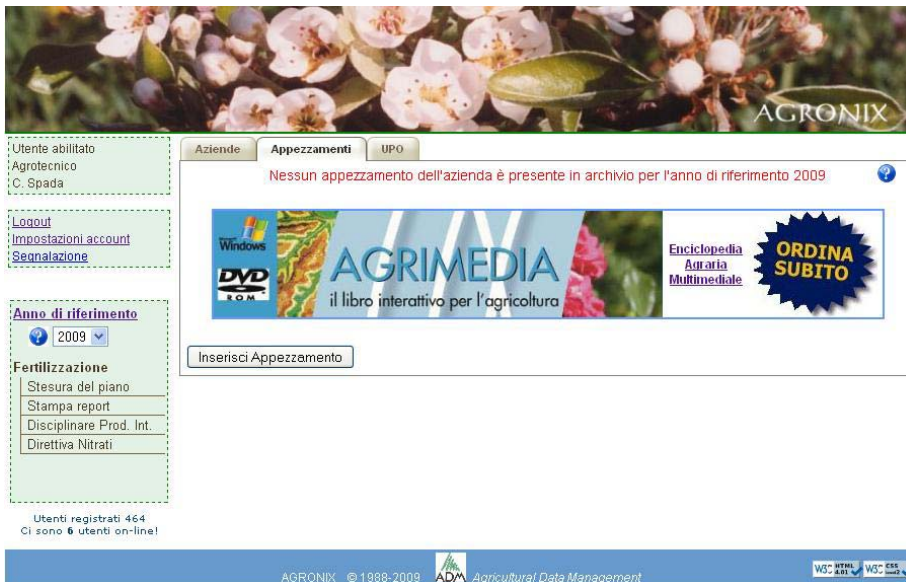 AGRONIX
Utente abilitato
Agrotecnico
C. Spada
Logout
Impostazioni account
Segnalazione
Anno di riferimento
2009
Fertilizzazione
Stesura del piano
Stampa report
Disciplinare Prod. Int.
Direttiva Nitrati
Utenti registrati 464
Ci sono 6 utenti on-line!
Aziende
Appezzamenti
UPO
Nessun appezzamento dell'azienda è presente in archivio per l'anno di riferimento 2009
Windows
DVD
ROM
AGRIMEDIA
il libro interattivo per l'agricoltura
Enciclopedia
Agraria
Multimediale
ORDINA
SUBITO
Inserisci Appezzamento
AGRONIX © 1988-2009 ADM Agricultural Data Management
W3C HTML 4.01
W3C CSS